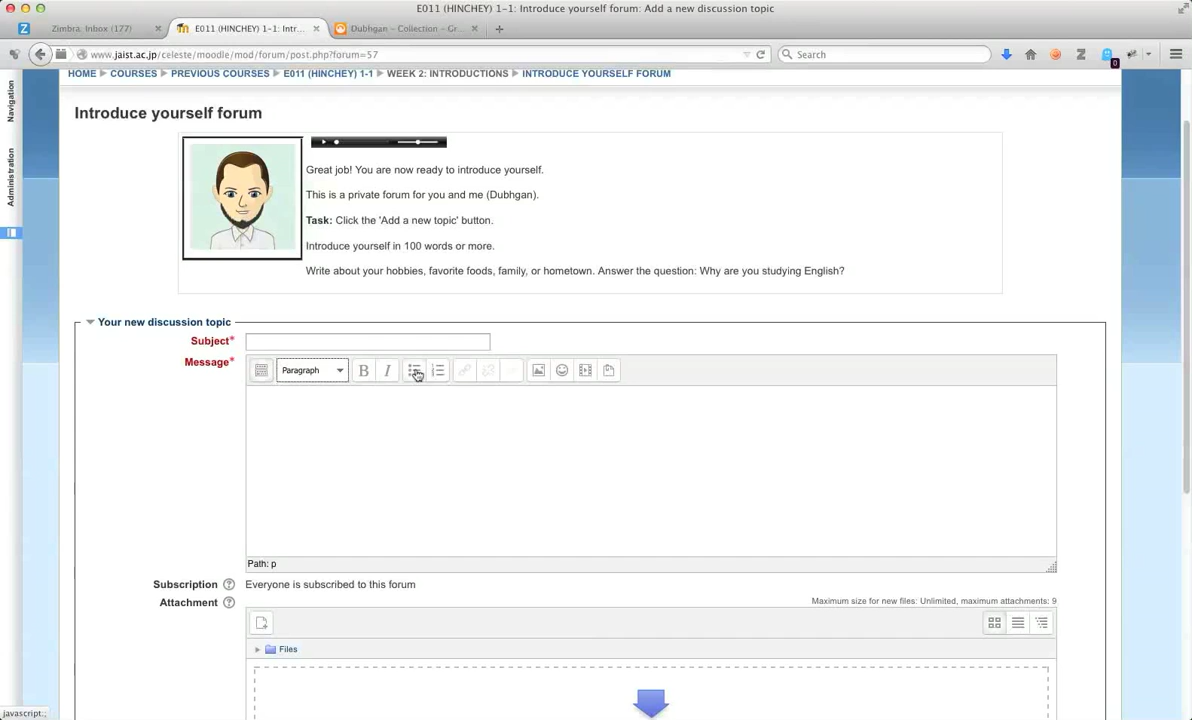 E011 (HINCHEY) 1-1: Introduce yourself forum: Add a new discussion topic
Z Zimbra: Inbox (177) × E011 (HINCHEY) 1-1: Intr... × Dubhgan – Collection – Gr... × +
www.jaist.ac.jp/celeste/moodle/mod/forum/post.php?forum=57 Search Z 0
HOME COURSES PREVIOUS COURSES E011 (HINCHEY) 1-1 WEEK 2: INTRODUCTIONS INTRODUCE YOURSELF FORUM
Navigation
Administration
Introduce yourself forum
Great job! You are now ready to introduce yourself.
This is a private forum for you and me (Dubhgan).
Task: Click the 'Add a new topic' button.
Introduce yourself in 100 words or more.
Write about your hobbies, favorite foods, family, or hometown. Answer the question: Why are you studying English?
Your new discussion topic
Subject*
Message*
Paragraph B I
Path: p
Subscription ? Everyone is subscribed to this forum
Attachment ? Maximum size for new files: Unlimited, maximum attachments: 9
Files
javascript:;